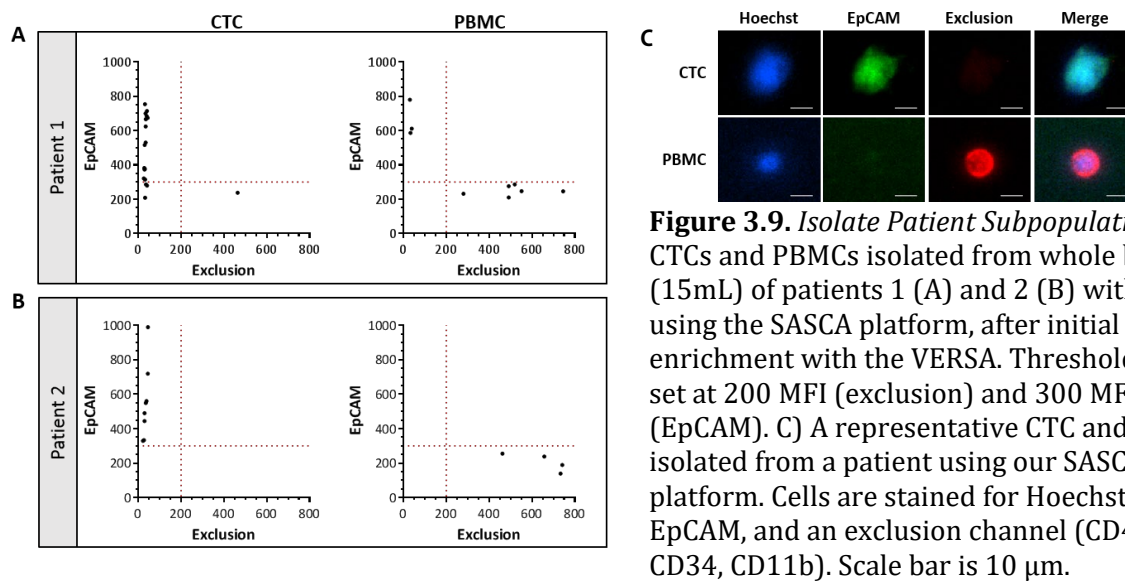 CTC PBMC
A
Patient 1
EpCAM
1000
800
600
400
200
0
0 200 400 600 800
Exclusion
EpCAM
1000
800
600
400
200
0
0 200 400 600 800
Exclusion
B
Patient 2
EpCAM
1000
800
600
400
200
0
0 200 400 600 800
Exclusion
EpCAM
1000
800
600
400
200
0
0 200 400 600 800
Exclusion
C
Hoechst EpCAM Exclusion Merge
CTC
PBMC
Figure 3.9. Isolate Patient
CTCs and PBMCs isolated from whole
(15mL) of patients 1 (A) and 2 (B)
using the SASCA platform, after initial
enrichment with the VERSA.
set at 200 MFI (exclusion) and 300
(EpCAM). C) A representative CTC and
isolated from a patient using our
platform. Cells are stained for Hoechst
EpCAM, and an exclusion channel
CD34, CD11b). Scale bar is 10 μm.